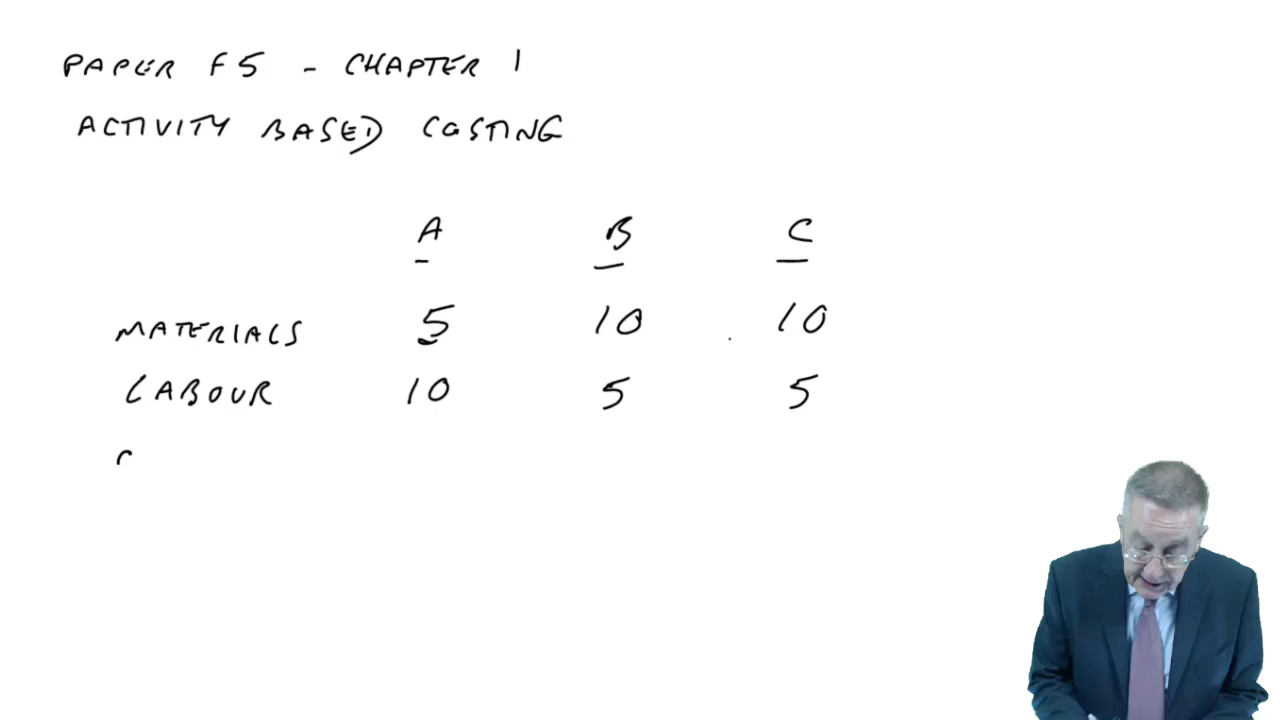 PAPER F5 - CHAPTER 1
ACTIVITY BASED COSTING
A B C
MATERIALS 5 10 10
LABOUR 10 5 5